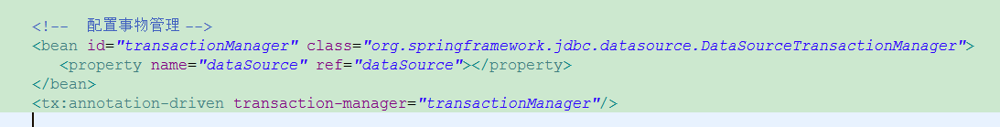 <!--  配置事物管理 -->
<bean id="transactionManager" class="org.springframework.jdbc.datasource.DataSourceTransactionManager">
<property name="dataSource" ref="dataSource"></property>
</bean>
<tx:annotation-driven transaction-manager="transactionManager"/>